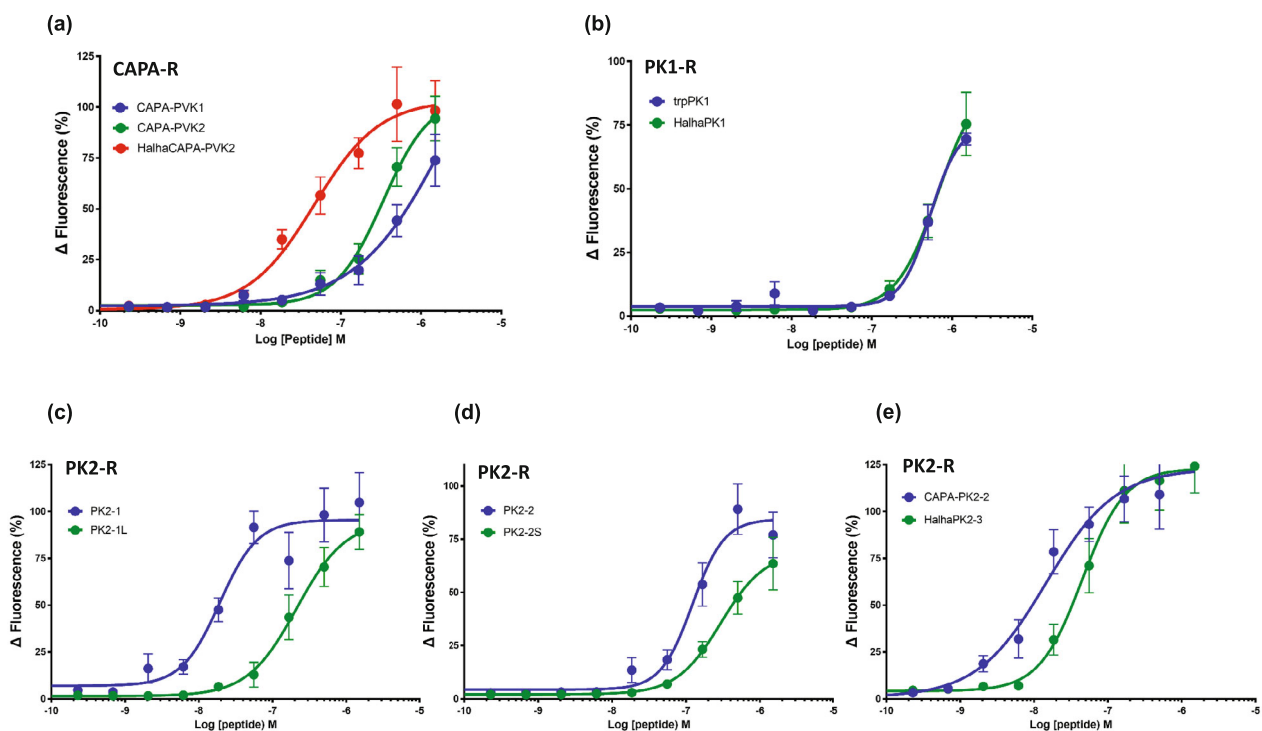 (a)
CAPA-R
CAPA-PVK1
CAPA-PVK2
HalhaCAPA-PVK2
Δ Fluorescence (%)
125
100
75
50
25
0
-10 -9 -8 -7 -6 -5
Log [Peptide] M
(b)
PK1-R
trpPK1
HalhaPK1
Δ Fluorescence (%)
100
75
50
25
0
-10 -9 -8 -7 -6 -5
Log [peptide) M
(c)
PK2-R
PK2-1
PK2-1L
Δ Fluorescence (%)
125
100
75
50
25
0
-10 -9 -8 -7 -6 -5
Log [peptide) M
(d)
PK2-R
PK2-2
PK2-2S
Δ Fluorescence (%)
100
75
50
25
0
-10 -9 -8 -7 -6 -5
Log [peptide) M
(e)
PK2-R
CAPA-PK2-2
HalhaPK2-3
Δ Fluorescence (%)
125
100
75
50
25
0
-10 -9 -8 -7 -6 -5
Log [peptide) M